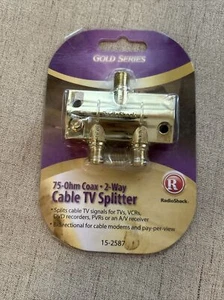 GOLD SERIES
RadioShack
75-Ohm Coax • 2-Way
Cable TV Splitter
• Splits cable TV signals for TVs, VCRs,
DVD recorders, PVRs or an A/V receiver
• Bidirectional for cable modems and pay-per-view
R
RadioShack
15-2587